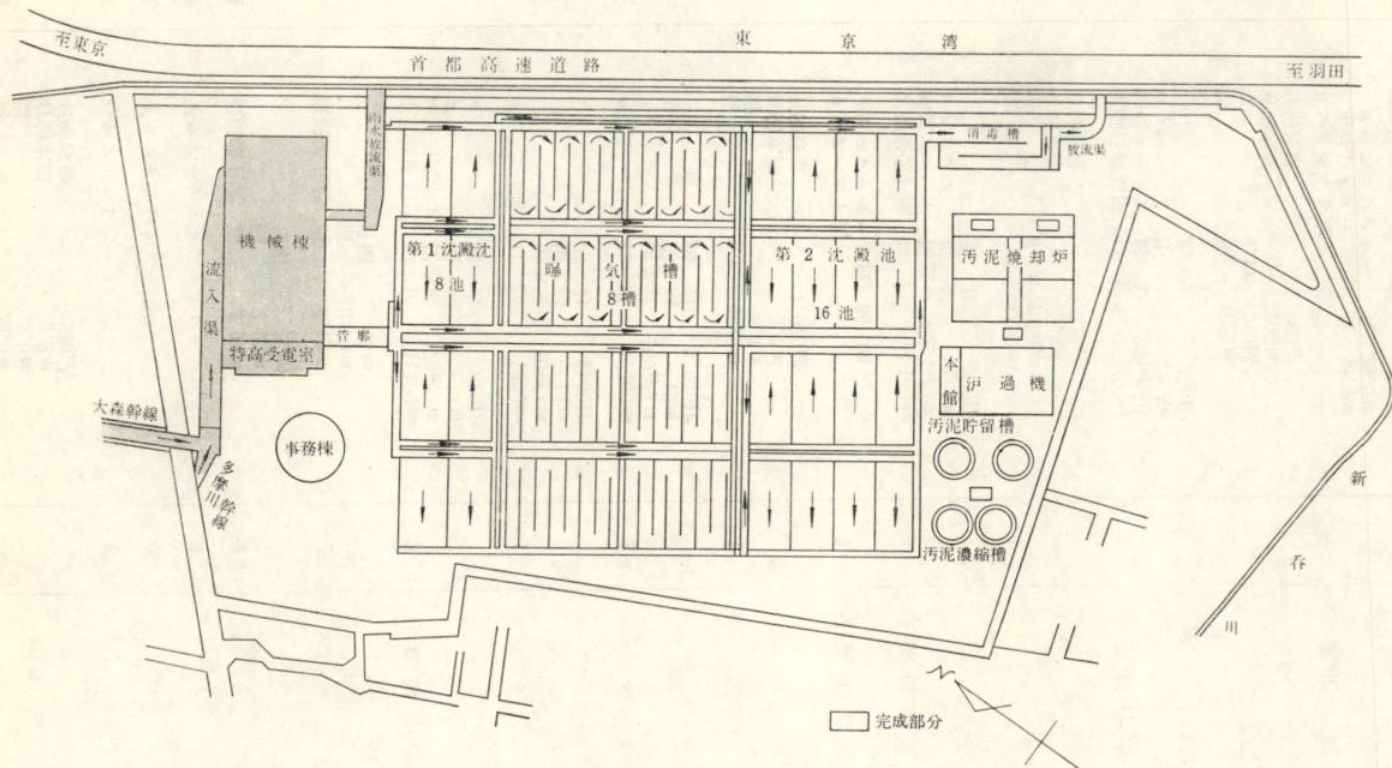 東京湾
至東京
首都高速道路
至羽田
雨水放流渠
消毒槽
放流渠
機械棟
流入渠
第1沈澱沈
8池
曝気槽
8槽
第2沈澱池
16池
汚泥焼却炉
管廊
特高受電室
本館
沪過機
大森幹線
事務棟
多摩川幹線
汚泥貯留槽
汚泥濃縮槽
新呑川
N
完成部分